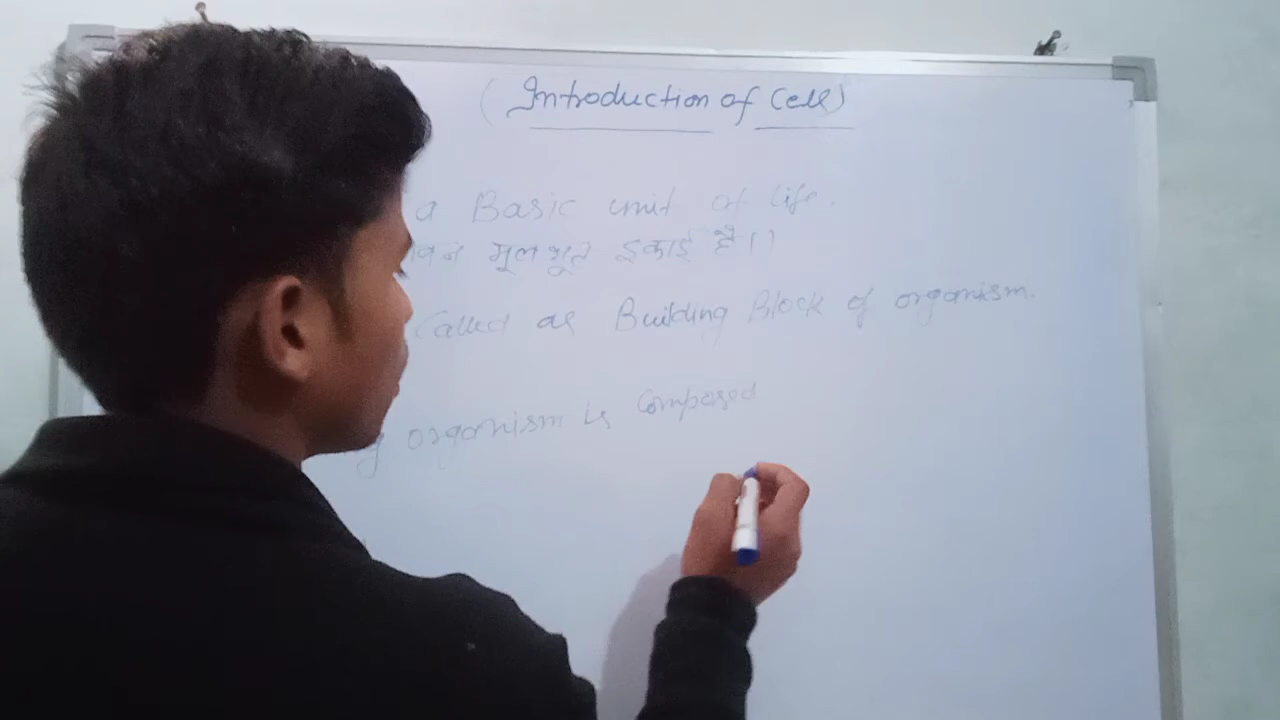 ( Introduction of Cell)
a Basic unit of life.
मूलभूत इकाई है।।
Called as Building Block of organism.
organism is Composed